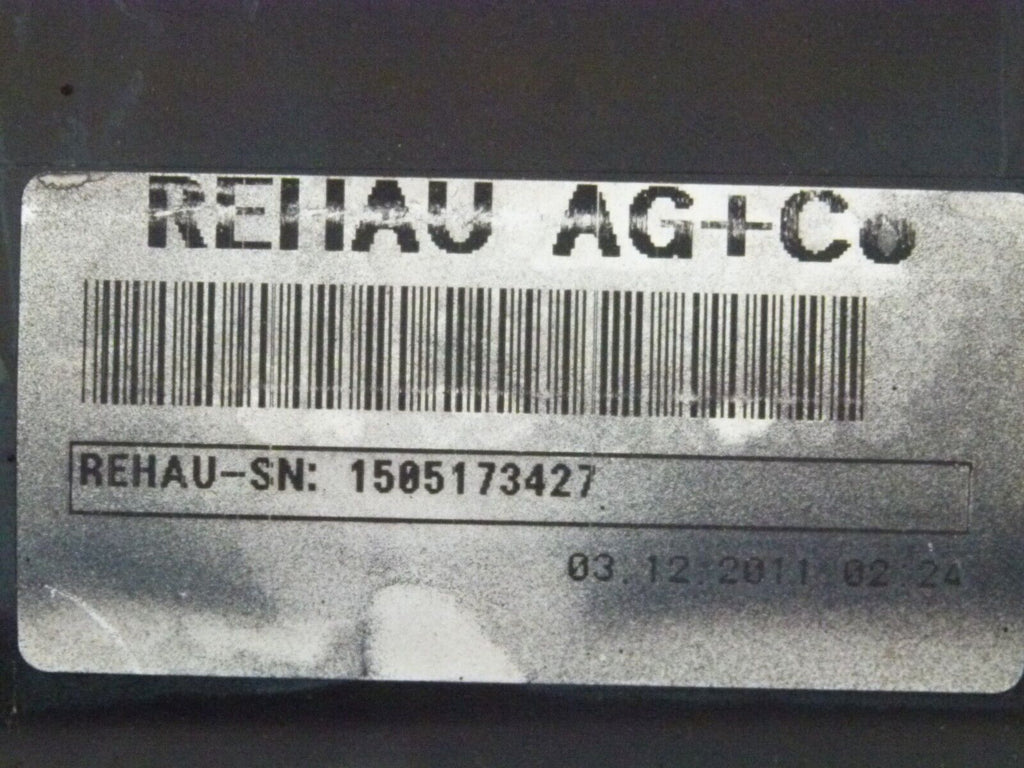 REHAU AG+Co
REHAU-SN: 1505173427
03.12.2011 02:24